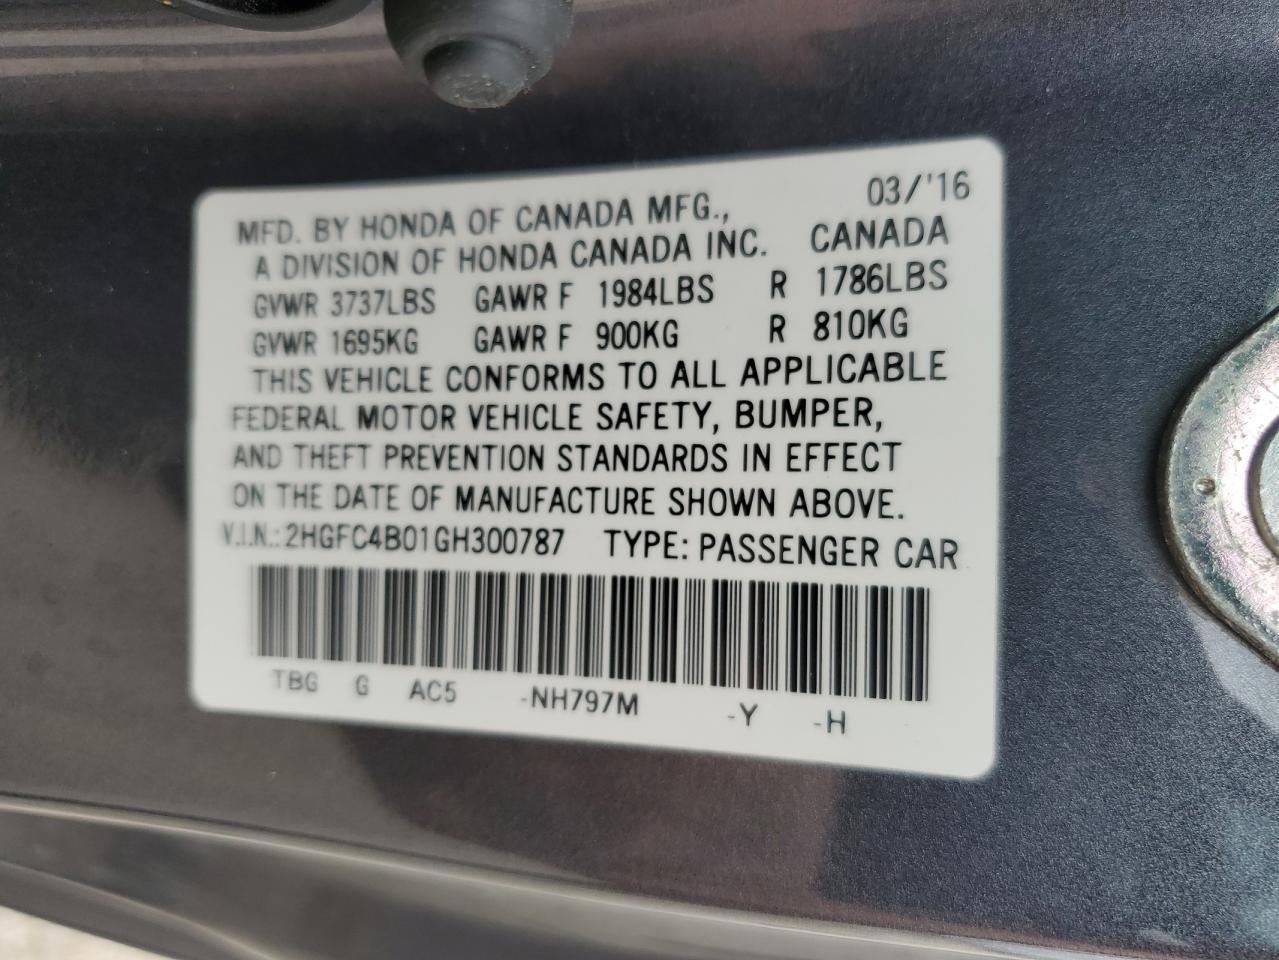 03/'16
MFD. BY HONDA OF CANADA MFG.,
A DIVISION OF HONDA CANADA INC. CANADA
GVWR 3737LBS GAWR F 1984LBS R 1786LBS
GVWR 1695KG GAWR F 900KG R 810KG
THIS VEHICLE CONFORMS TO ALL APPLICABLE
FEDERAL MOTOR VEHICLE SAFETY, BUMPER,
AND THEFT PREVENTION STANDARDS IN EFFECT
ON THE DATE OF MANUFACTURE SHOWN ABOVE.
V.I.N.: 2HGFC4B01GH300787 TYPE: PASSENGER CAR
TBG G AC5 -NH797M -Y -H